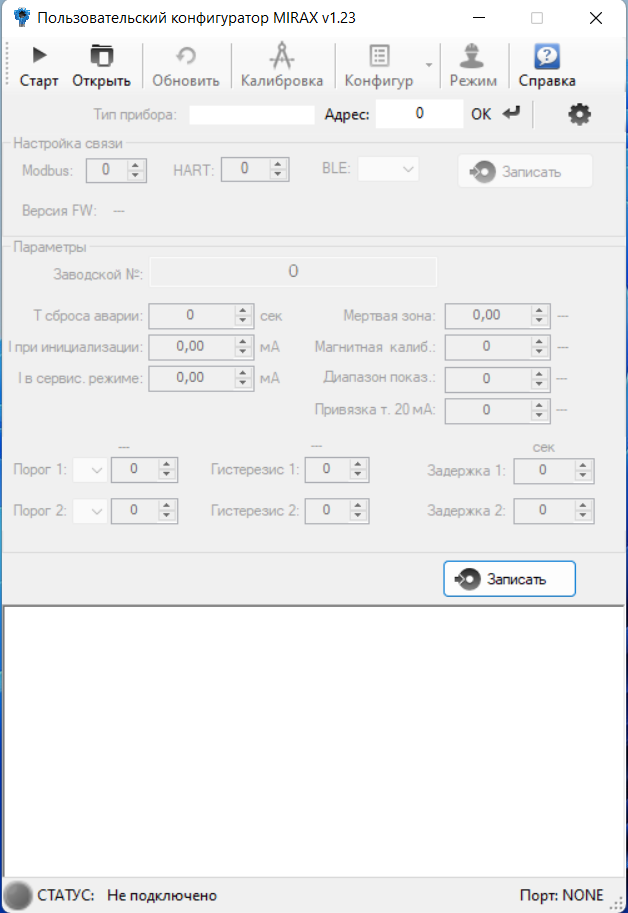 Пользовательский конфигуратор MIRAX v1.23
Старт Открыть Обновить Калибровка Конфигур Режим Справка
Тип прибора: Адрес: 0 OK
Настройка связи
Modbus: 0 HART: 0 BLE: Записать
Версия FW: ---
Параметры
Заводской №: 0
T сброса аварии: 0 сек Мертвая зона: 0,00 ---
I при инициализации: 0,00 мА Магнитная калиб.: 0 ---
I в сервис. режиме: 0,00 мА Диапазон показ.: 0 ---
Привязка т. 20 мА: 0 ---
--- --- сек
Порог 1: 0 Гистерезис 1: 0 Задержка 1: 0
Порог 2: 0 Гистерезис 2: 0 Задержка 2: 0
Записать
СТАТУС: Не подключено Порт: NONE